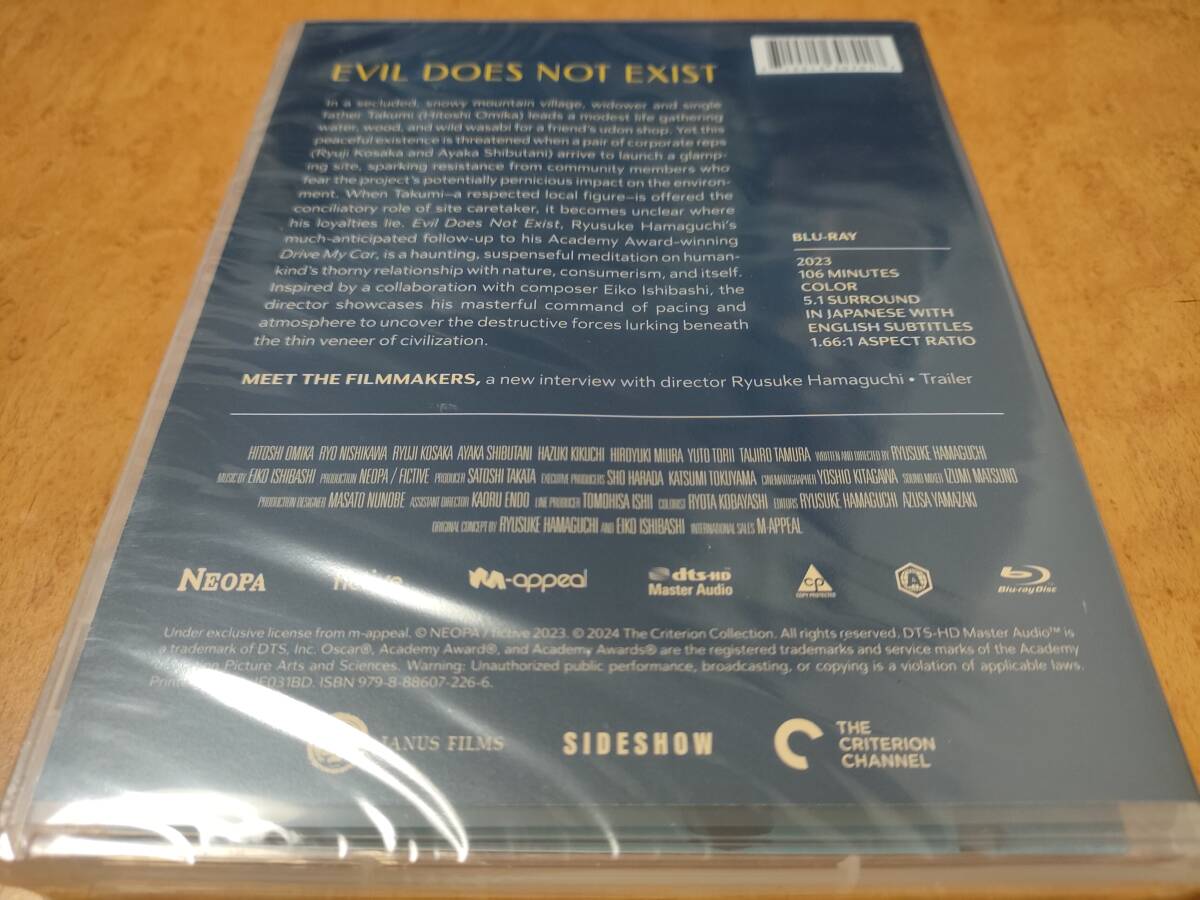 EVIL DOES NOT EXIST
In a secluded, snowy mountain village, widower and single
father Takumi (Hitoshi Omika) leads a modest life gathering
water, wood, and wild wasabi for a friend's udon shop. Yet this
peaceful existence is threatened when a pair of corporate reps
(Ryuji Kosaka and Ayaka Shibutani) arrive to launch a glamp-
ing site, sparking resistance from community members who
fear the project's potentially pernicious impact on the environ-
ment. When Takumi—a respected local figure—is offered the
conciliatory role of site caretaker, it becomes unclear where
his loyalties lie. Evil Does Not Exist, Ryusuke Hamaguchi's
much-anticipated follow-up to his Academy Award–winning
Drive My Car, is a haunting, suspenseful meditation on human-
kind's thorny relationship with nature, consumerism, and itself.
Inspired by a collaboration with composer Eiko Ishibashi, the
director showcases his masterful command of pacing and
atmosphere to uncover the destructive forces lurking beneath
the thin veneer of civilization.
BLU-RAY
2023
106 MINUTES
COLOR
5.1 SURROUND
IN JAPANESE WITH
ENGLISH SUBTITLES
1.66:1 ASPECT RATIO
MEET THE FILMMAKERS, a new interview with director Ryusuke Hamaguchi • Trailer
HITOSHI OMIKA RYO NISHIKAWA RYUJI KOSAKA AYAKA SHIBUTANI HAZUKI KIKUCHI HIROYUKI MIURA YUTO TORII TAIJIRO TAMURA WRITTEN AND DIRECTED BY RYUSUKE HAMAGUCHI
MUSIC BY EIKO ISHIBASHI PRODUCTION NEOPA / FICTIVE PRODUCER SATOSHI TAKATA EXECUTIVE PRODUCERS SHO HARADA KATSUMI TOKUYAMA CINEMATOGRAPHER YOSHIO KITAGAWA SOUND MIXER IZUMI MATSUNO
PRODUCTION DESIGNER MASATO NUNOBE ASSISTANT DIRECTOR KAORU ENDO LINE PRODUCER TOMOHISA ISHII COLORIST RYOTA KOBAYASHI EDITORS RYUSUKE HAMAGUCHI AZUSA YAMAZAKI
ORIGINAL CONCEPT BY RYUSUKE HAMAGUCHI AND EIKO ISHIBASHI INTERNATIONAL SALES M-APPEAL
NEOPA
fictive
m-appeal
dts-HD
Master Audio
CP
COPY PROTECTED
A
Blu-ray Disc
Under exclusive license from m-appeal. © NEOPA / fictive 2023. © 2024 The Criterion Collection. All rights reserved. DTS-HD Master Audio™ is
a trademark of DTS, Inc. Oscar®, Academy Award®, and Academy Awards® are the registered trademarks and service marks of the Academy
Picture Arts and Sciences. Warning: Unauthorized public performance, broadcasting, or copying is a violation of applicable laws.
ISBN 979-8-88607-226-6.
JANUS FILMS
SIDESHOW
THE
CRITERION
CHANNEL